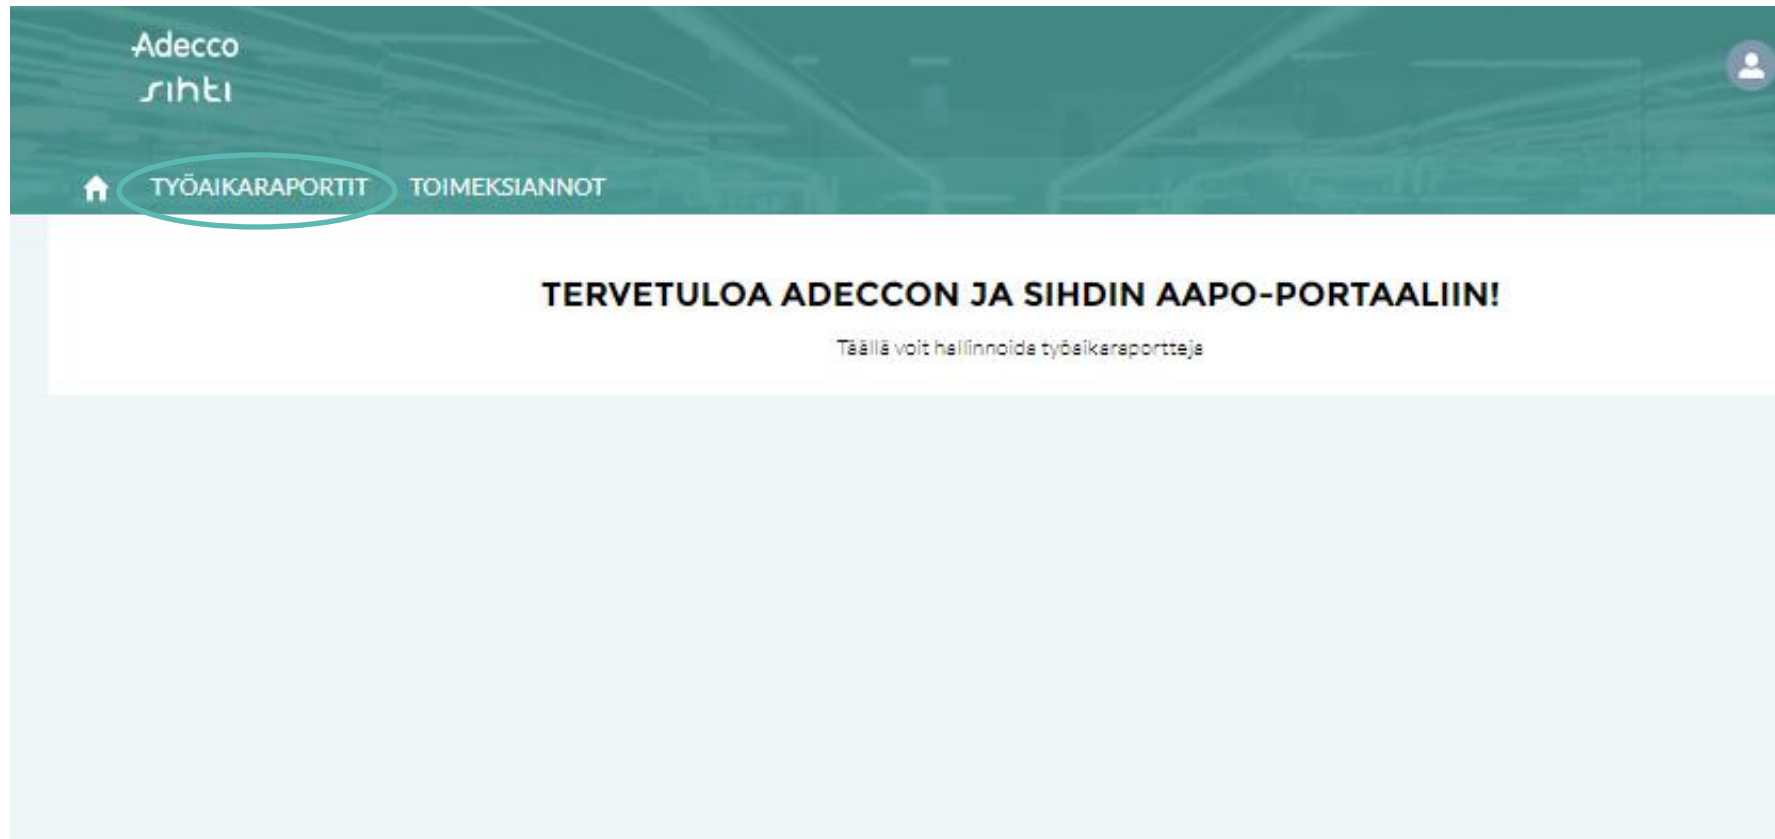 Adecco
sihti
TYÖAIKARAPORTIT TOIMEKSIANNOT
TERVETULOA ADECCON JA SIHDIN AAPO-PORTAALIIN!
Täällä voit hallinnoida työaikaraportteja